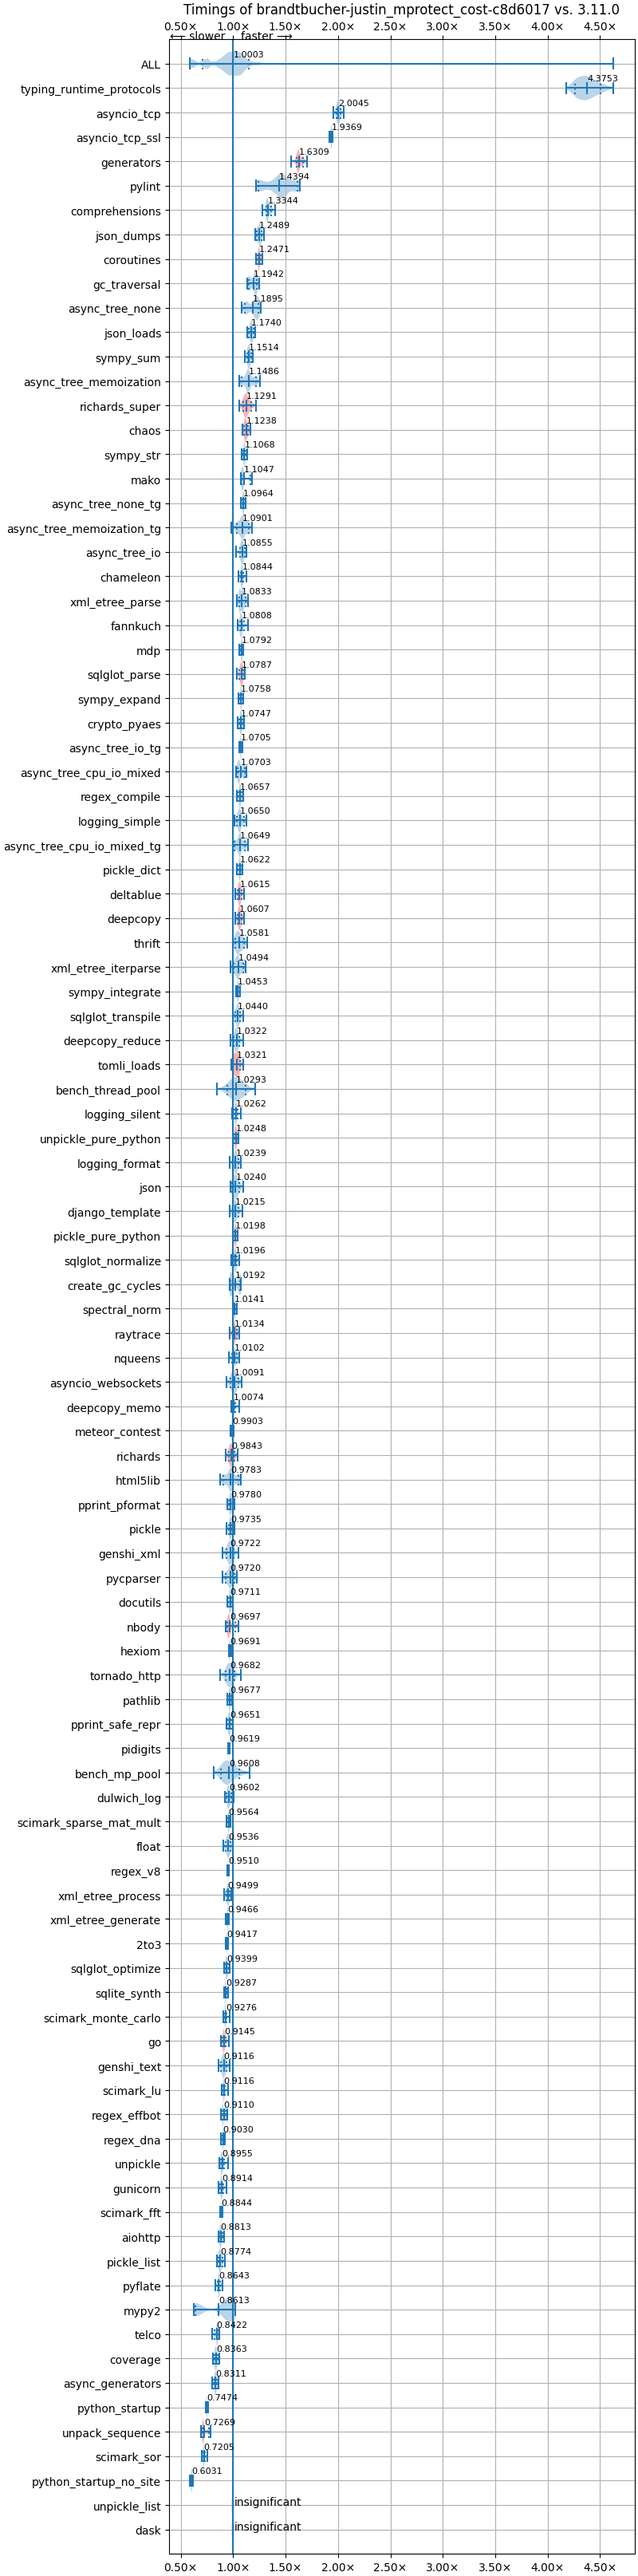 Timings of brandtbucher-justin_mprotect_cost-c8d6017 vs. 3.11.0
0.50× 1.00× 1.50× 2.00× 2.50× 3.00× 3.50× 4.00× 4.50×
⟵ slower faster ⟶
ALL 1.0003
typing_runtime_protocols 4.3753
asyncio_tcp 2.0045
asyncio_tcp_ssl 1.9369
generators 1.6309
pylint 1.4394
comprehensions 1.3344
json_dumps 1.2489
coroutines 1.2471
gc_traversal 1.1942
async_tree_none 1.1895
json_loads 1.1740
sympy_sum 1.1514
async_tree_memoization 1.1486
richards_super 1.1291
chaos 1.1238
sympy_str 1.1068
mako 1.1047
async_tree_none_tg 1.0964
async_tree_memoization_tg 1.0901
async_tree_io 1.0855
chameleon 1.0844
xml_etree_parse 1.0833
fannkuch 1.0808
mdp 1.0792
sqlglot_parse 1.0787
sympy_expand 1.0758
crypto_pyaes 1.0747
async_tree_io_tg 1.0705
async_tree_cpu_io_mixed 1.0703
regex_compile 1.0657
logging_simple 1.0650
async_tree_cpu_io_mixed_tg 1.0649
pickle_dict 1.0622
deltablue 1.0615
deepcopy 1.0607
thrift 1.0581
xml_etree_iterparse 1.0494
sympy_integrate 1.0453
sqlglot_transpile 1.0440
deepcopy_reduce 1.0322
tomli_loads 1.0321
bench_thread_pool 1.0293
logging_silent 1.0262
unpickle_pure_python 1.0248
logging_format 1.0239
json 1.0240
django_template 1.0215
pickle_pure_python 1.0198
sqlglot_normalize 1.0196
create_gc_cycles 1.0192
spectral_norm 1.0141
raytrace 1.0134
nqueens 1.0102
asyncio_websockets 1.0091
deepcopy_memo 1.0074
meteor_contest 0.9903
richards 0.9843
html5lib 0.9783
pprint_pformat 0.9780
pickle 0.9735
genshi_xml 0.9722
pycparser 0.9720
docutils 0.9711
nbody 0.9697
hexiom 0.9691
tornado_http 0.9682
pathlib 0.9677
pprint_safe_repr 0.9651
pidigits 0.9619
bench_mp_pool 0.9608
dulwich_log 0.9602
scimark_sparse_mat_mult 0.9564
float 0.9536
regex_v8 0.9510
xml_etree_process 0.9499
xml_etree_generate 0.9466
2to3 0.9417
sqlglot_optimize 0.9399
sqlite_synth 0.9287
scimark_monte_carlo 0.9276
go 0.9145
genshi_text 0.9116
scimark_lu 0.9116
regex_effbot 0.9110
regex_dna 0.9030
unpickle 0.8955
gunicorn 0.8914
scimark_fft 0.8844
aiohttp 0.8813
pickle_list 0.8774
pyflate 0.8643
mypy2 0.8613
telco 0.8422
coverage 0.8363
async_generators 0.8311
python_startup 0.7474
unpack_sequence 0.7269
scimark_sor 0.7205
python_startup_no_site 0.6031
unpickle_list insignificant
dask insignificant
0.50× 1.00× 1.50× 2.00× 2.50× 3.00× 3.50× 4.00× 4.50×